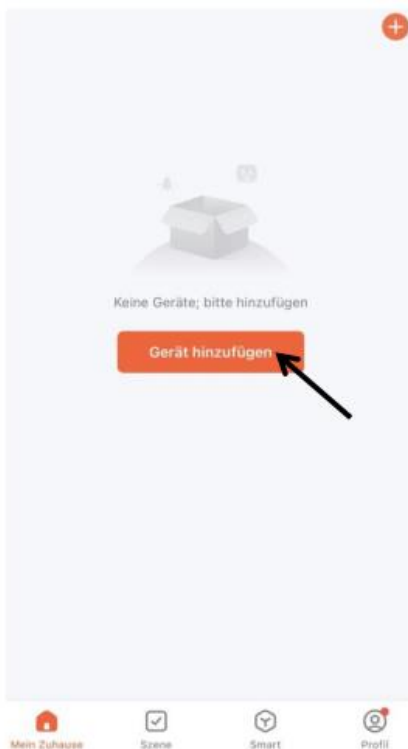 Keine Geräte; bitte hinzufügen
Gerät hinzufügen
Mein Zuhause
Szene
Smart
Profil